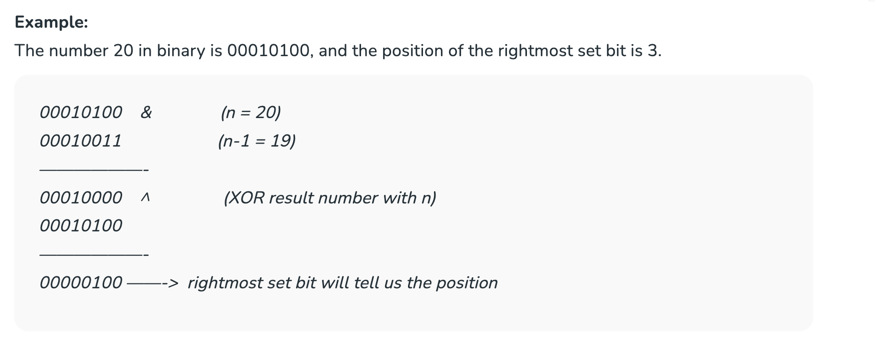 Example:
The number 20 in binary is 00010100, and the position of the rightmost set bit is 3.
00010100 & (n = 20)
00010011 (n-1 = 19)
——————-
00010000 ^ (XOR result number with n)
00010100
——————-
00000100 ——-> rightmost set bit will tell us the position